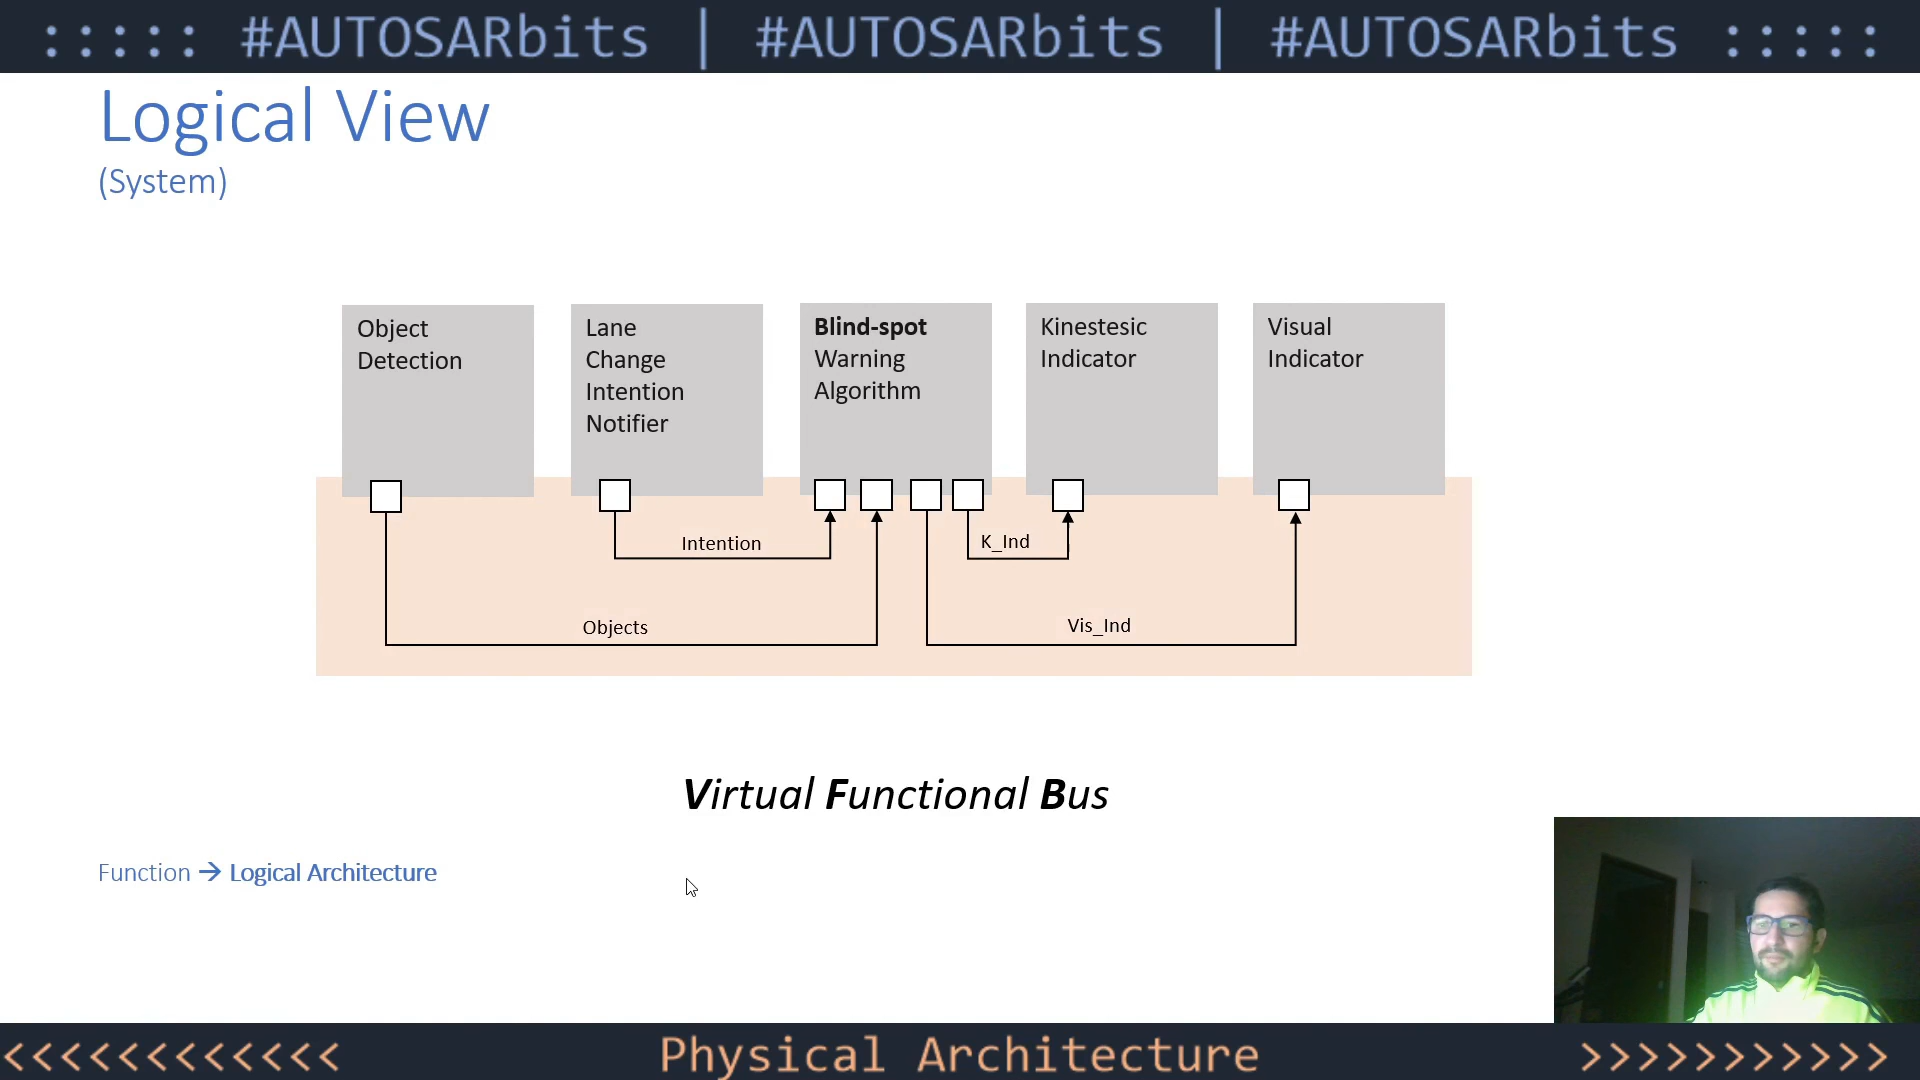 ::::: #AUTOSARbits | #AUTOSARbits | #AUTOSARbits :::::
Logical View
(System)
Object
Detection
Lane
Change
Intention
Notifier
Blind-spot
Warning
Algorithm
Kinestesic
Indicator
Visual
Indicator
Intention
K_Ind
Objects
Vis_Ind
Virtual Functional Bus
Function → Logical Architecture
<<<<<<<<<<<< Physical Architecture >>>>>>>>>>>